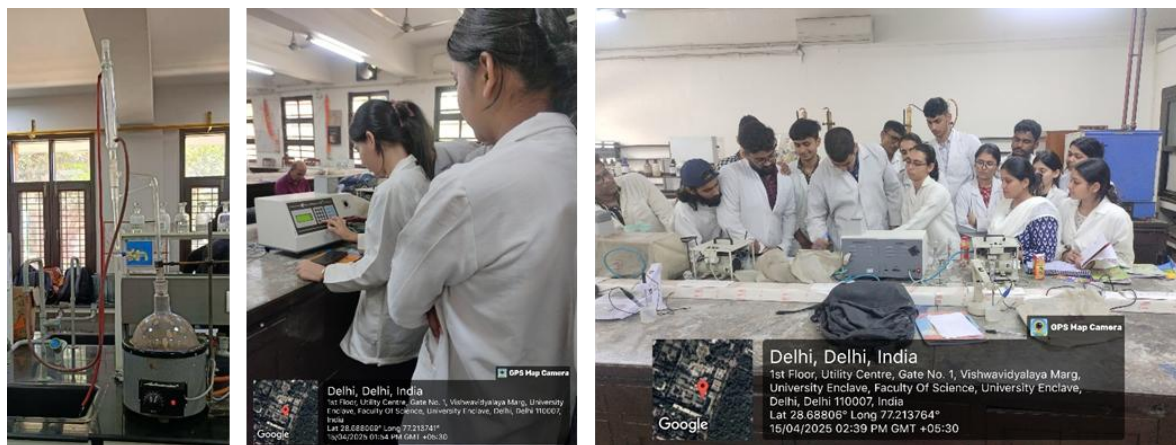 GPS Map Camera
Delhi, Delhi, India
1st Floor, Utility Centre, Gate No. 1, Vishwavidyalaya Marg, University
Enclave, Faculty Of Science, University Enclave, Delhi, Delhi 110007,
India
Lat 28.688069° Long 77.213741°
15/04/2025 01:54 PM GMT +05:30
Google
GPS Map Camera
Delhi, Delhi, India
1st Floor, Utility Centre, Gate No. 1, Vishwavidyalaya Marg,
University Enclave, Faculty Of Science, University Enclave,
Delhi, Delhi 110007, India
Lat 28.68806° Long 77.213764°
15/04/2025 02:39 PM GMT +05:30
Google